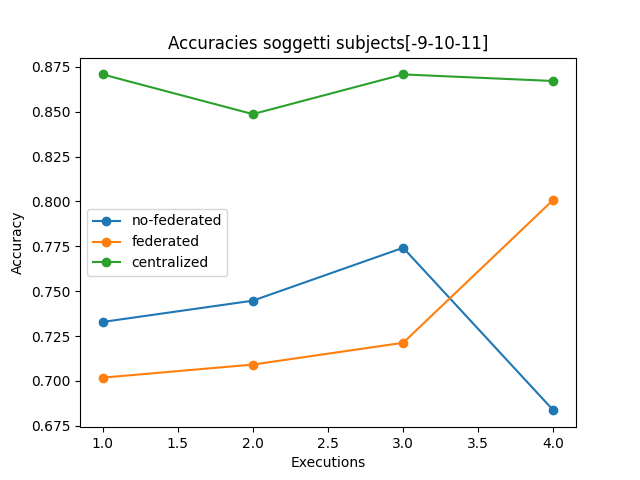 Accuracies soggetti subjects[-9-10-11]
0.875
0.850
0.825
0.800
0.775
0.750
0.725
0.700
0.675
Accuracy
no-federated
federated
centralized
1.0 1.5 2.0 2.5 3.0 3.5 4.0
Executions